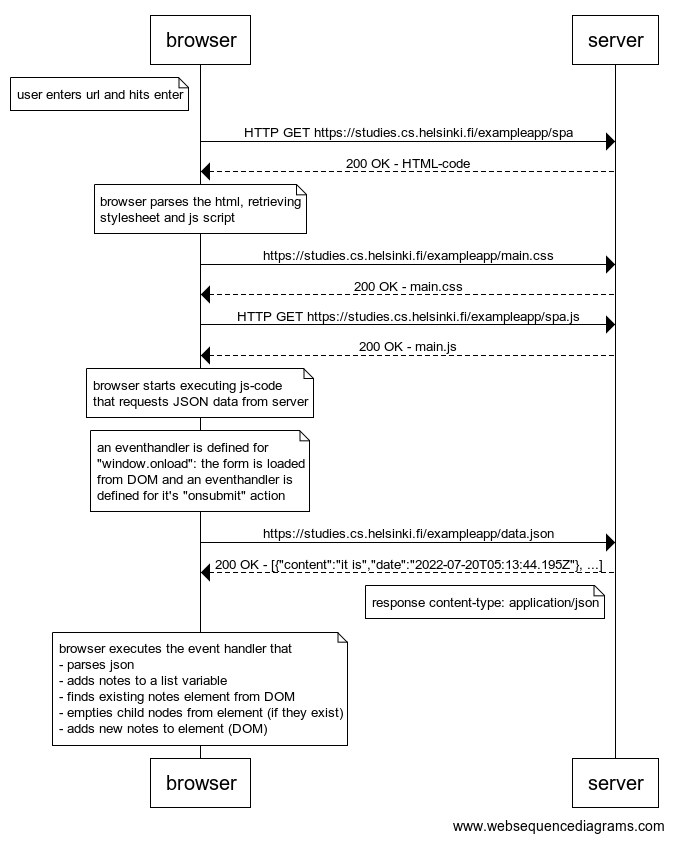 browser
server
user enters url and hits enter
HTTP GET https://studies.cs.helsinki.fi/exampleapp/spa
200 OK - HTML-code
browser parses the html, retrieving
stylesheet and js script
https://studies.cs.helsinki.fi/exampleapp/main.css
200 OK - main.css
HTTP GET https://studies.cs.helsinki.fi/exampleapp/spa.js
200 OK - main.js
browser starts executing js-code
that requests JSON data from server
an eventhandler is defined for
"window.onload": the form is loaded
from DOM and an eventhandler is
defined for it's "onsubmit" action
https://studies.cs.helsinki.fi/exampleapp/data.json
200 OK - [{"content":"it is","date":"2022-07-20T05:13:44.195Z"}, ...]
response content-type: application/json
browser executes the event handler that
- parses json
- adds notes to a list variable
- finds existing notes element from DOM
- empties child nodes from element (if they exist)
- adds new notes to element (DOM)
browser
server
www.websequencediagrams.com